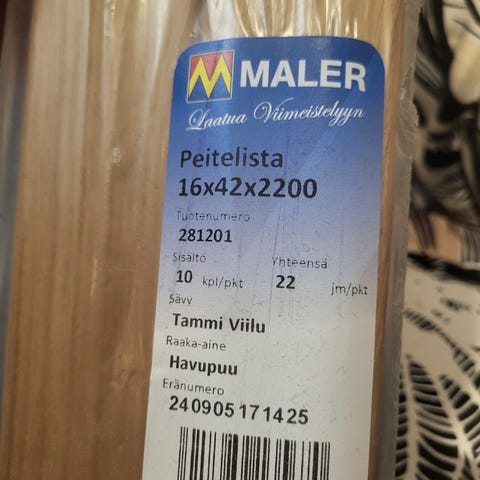 MALER
Laatua Viimeistelyyn
Peitelista
16x42x2200
Tuotenumero
281201
Sisältö Yhteensä
10 kpl/pkt 22 jm/pkt
Sävy
Tammi Viilu
Raaka-aine
Havupuu
Eränumero
240905171425